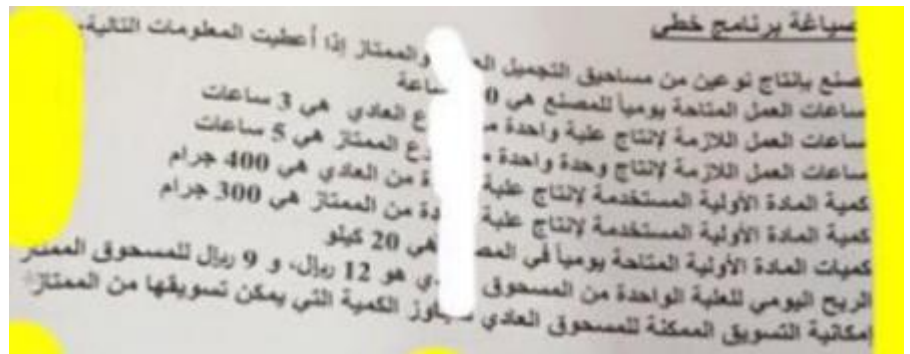 صياغة برنامج خطي
مصنع بإنتاج نوعين من مساحيق التجميل والممتاز إذا أعطيت المعلومات التالية،
ساعات العمل المتاحة يومياً للمصنع هي ساعة
ساعات العمل اللازمة لإنتاج علبة واحدة العادي هي 3 ساعات
ساعات العمل اللازمة لإنتاج وحدة واحدة الممتاز هي 5 ساعات
كمية المادة الأولية المستخدمة لإنتاج علبة من العادي هي 400 جرام
كمية المادة الأولية المستخدمة لإنتاج علبة من الممتاز هي 300 جرام
كميات المادة الأولية المتاحة يومياً في هي 20 كيلو
الربح اليومي للعلبة الواحدة من المسحوق هو 12 ريال، و 9 ريال للمسحوق الممتاز
إمكانية التسويق الممكنة للمسحوق العادي الكمية التي يمكن تسويقها من الممتاز